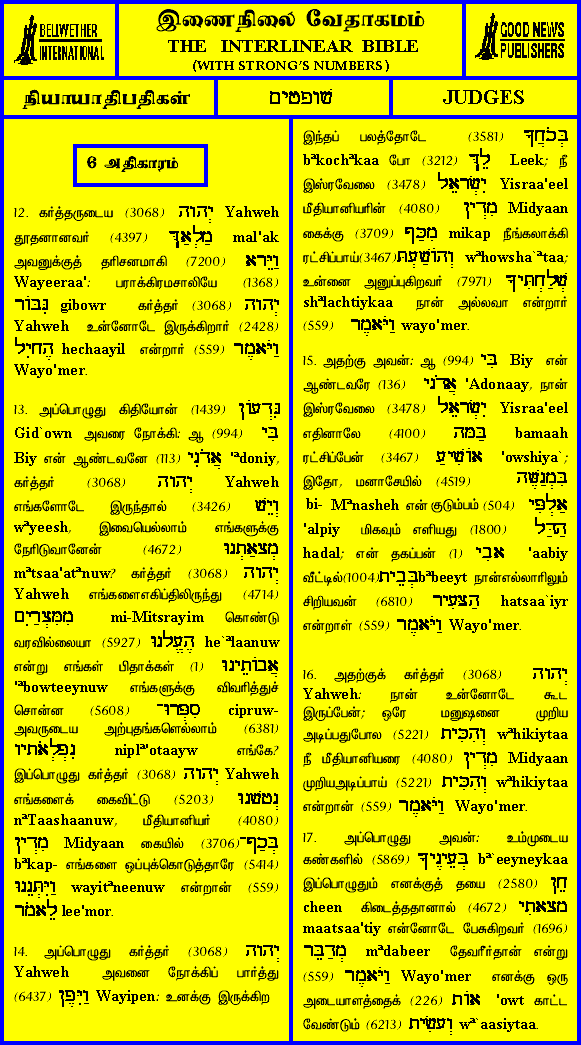 BELLWETHER
INTERNATIONAL
இணைநிலை வேதாகமம்
THE INTERLINEAR BIBLE
(WITH STRONG'S NUMBERS)
GOOD NEWS
PUBLISHERS
நியாயாதிபதிகள்
שופטים
JUDGES
6 அதிகாரம்
12. கர்த்தருடைய (3068) יְהוָה Yahweh
தூதனானவர் (4397) מַלְאַךְ mal'ak
அவனுக்குத் தரிசனமாகி (7200) וַיֵּרָא
Wayeeraa': பராக்கிரமசாலியே (1368)
גִּבּוֹר gibowr கர்த்தர் (3068) יְהוָה
Yahweh உன்னோடே இருக்கிறார் (2428)
הֶחָיִל hechaayil என்றார் (559) וַיֹּאמֶר
Wayo'mer.
13. அப்பொழுது கிதியோன் (1439) גִּדְעוֹן
Gid`own அவரை நோக்கி: ஆ (994) בִּי
Biy என் ஆண்டவனே (113) אֲדֹנִי 'ªdoniy,
கர்த்தர் (3068) יְהוָה Yahweh
எங்களோடே இருந்தால் (3426) וְיֵשׁ
wªyeesh, இவையெல்லாம் எங்களுக்கு
நேரிடுவானேன் (4672) מְצָאַתְנוּ
mªtsaa'atªnuw? கர்த்தர் (3068) יְהוָה
Yahweh எங்களைஎகிப்திலிருந்து (4714)
מִמִּצְרַיִם mi-Mitsrayim கொண்டு
வரவில்லையா (5927) הֶעֱלָנוּ he`ªlaanuw
என்று எங்கள் பிதாக்கள் (1) אֲבוֹתֵינוּ
'ªbowteeynuw எங்களுக்கு விவரித்துச்
சொன்ன (5608) סִפְּרוּ־ cipruw-
அவருடைய அற்புதங்களெல்லாம் (6381)
נִפְלְאֹתָיו niplª'otaayw எங்கே?
இப்பொழுது கர்த்தர் (3068) יְהוָה Yahweh
எங்களைக் கைவிட்டு (5203) נְטָשָׁנוּ
nªTaashaanuw, மீதியானியர் (4080)
מִדְיָן Midyaan கையில் (3706) בְּכַף־
bªkap- எங்களை ஒப்புக்கொடுத்தாரே (5414)
וַיִּתְּנֵנוּ wayitªneenuw என்றான் (559)
לֵאמֹר lee'mor.
14. அப்பொழுது கர்த்தர் (3068) יְהוָה
Yahweh அவனை நோக்கிப் பார்த்து
(6437) וַיִּפֶן Wayipen: உனக்கு இருக்கிற
இந்தப் பலத்தோடே (3581) בְּכֹחֲךָ
bªkochªkaa போ (3212) לֵךְ Leek; நீ
இஸ்ரவேலை (3478) יִשְׂרָאֵל Yisraa'eel
மீதியானியரின் (4080) מִדְיָן Midyaan
கைக்கு (3709) מִכַּף mikap நீங்கலாக்கி
ரட்சிப்பாய்(3467)וְהוֹשַׁעְתָּ wªhowsha`ªtaa;
உன்னை அனுப்புகிறவர் (7971) שְׁלַחְתִּיךָ
shªlachtiykaa நான் அல்லவா என்றார்
(559) וַיֹּאמֶר wayo'mer.
15. அதற்கு அவன்: ஆ (994) בִּי Biy என்
ஆண்டவரே (136) אֲדֹנָי 'Adonaay, நான்
இஸ்ரவேலை (3478) יִשְׂרָאֵל Yisraa'eel
எதினாலே (4100) בַּמָּה bamaah
ரட்சிப்பேன் (3467) אוֹשִׁיעַ 'owshiya`;
இதோ, மனாசேயில் (4519) בִּמְנַשֶּׁה
bi- Mªnasheh என் குடும்பம் (504) אַלְפִּי
'alpiy மிகவும் எளியது (1800) הַדַּל
hadal; என் தகப்பன் (1) אָבִי 'aabiy
வீட்டில்(1004)בְּבֵיתbªbeeyt நான்எல்லாரிலும்
சிறியவன் (6810) הַצָּעִיר hatsaa`iyr
என்றாள் (559) וַיֹּאמֶר Wayo'mer.
16. அதற்குக் கர்த்தர் (3068) יְהוָה
Yahweh: நான் உன்னோடே கூட
இருப்பேன்; ஒரே மனுஷனை முறிய
அடிப்பதுபோல (5221) וְהִכִּיתָ wªhikiytaa
நீ மீதியானியரை (4080) מִדְיָן Midyaan
முறியஅடிப்பாய் (5221) וְהִכִּיתָ wªhikiytaa
என்றான் (559) וַיֹּאמֶר Wayo'mer.
17. அப்பொழுது அவன்: உம்முடைய
கண்களில் (5869) בְּעֵינֶיךָ bª`eeyneykaa
இப்பொழுதும் எனக்குத் தயை (2580) חֵן
cheen கிடைத்ததானால் (4672) מָצָאתִי
maatsaa'tiy என்னோடே பேசுகிறவர் (1696)
מְדַבֵּר mªdabeer தேவரீர்தான் என்று
(559) וַיֹּאמֶר Wayo'mer எனக்கு ஒரு
அடையாளத்தைக் (226) אוֹת 'owt காட்ட
வேண்டும் (6213) וְעָשִׂיתָ wª`aasiytaa.